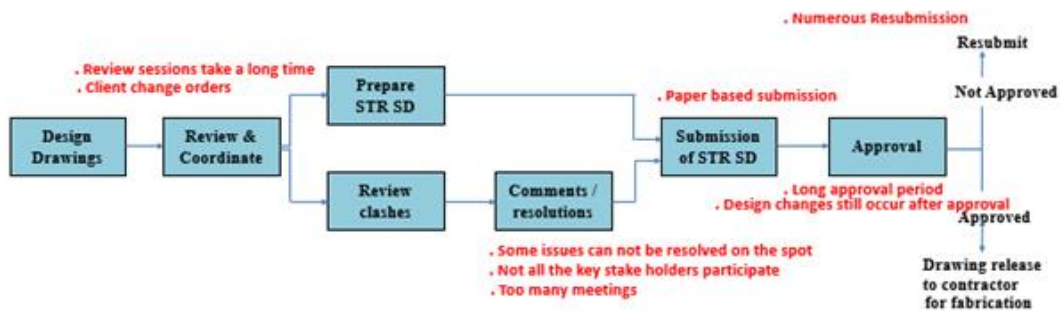 . Numerous Resubmission
Resubmit
. Review sessions take a long time
. Client change orders
Prepare
STR SD
. Paper based submission
Not Approved
Design
Drawings
Review &
Coordinate
Submission
of STR SD
Approval
Review
clashes
Comments /
resolutions
. Long approval period
. Design changes still occur after approval
Approved
. Some issues can not be resolved on the spot
. Not all the key stake holders participate
. Too many meetings
Drawing release
to contractor
for fabrication